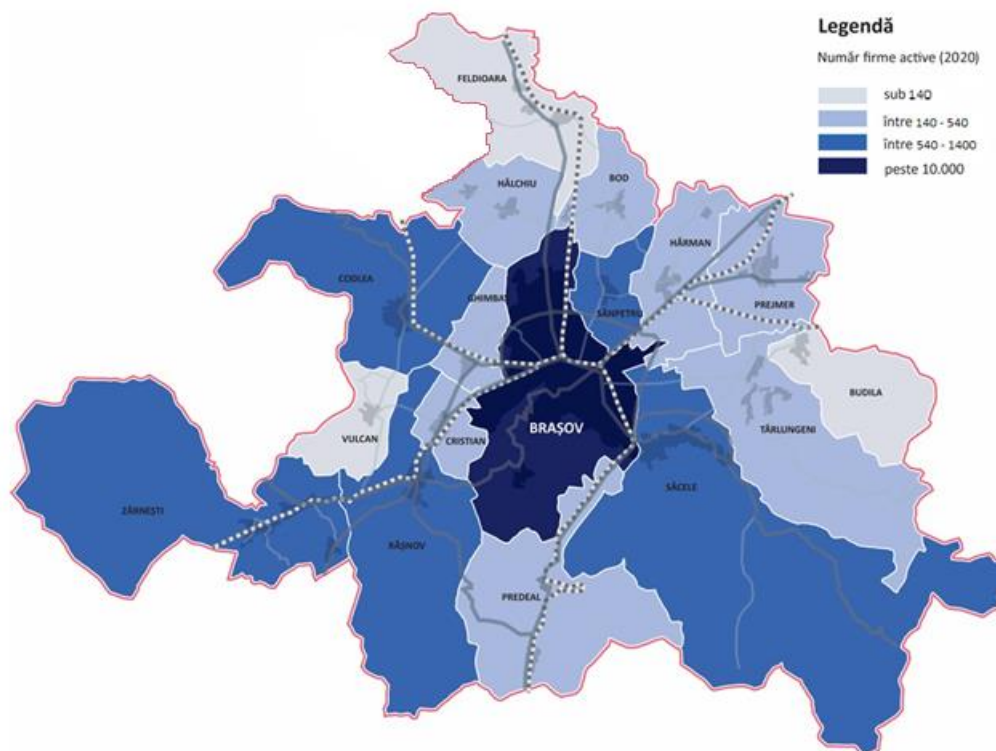 Legendă
Număr firme active (2020)
sub 140
între 140 - 540
între 540 - 1400
peste 10.000
FELDIOARA
HĂLCHIU
BOD
HĂRMAN
CODLEA
GHIMBAV
SÂNPETRU
PREJMER
BUDILA
VULCAN
CRISTIAN
BRAȘOV
TĂRLUNGENI
ZĂRNEȘTI
SĂCELE
RÂȘNOV
PREDEAL